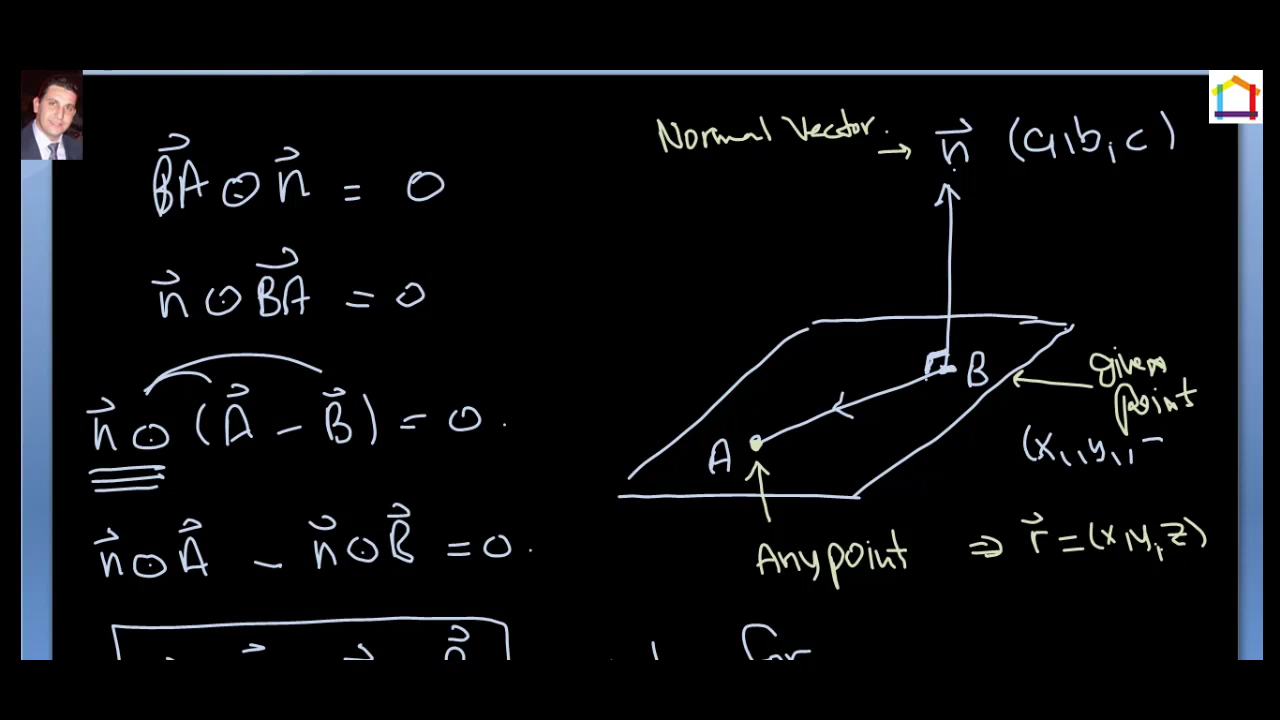 BA⃗ ⊙ n⃗ = 0
n⃗ ⊙ BA⃗ = 0
n⃗ ⊙ (A⃗ - B⃗) = 0.
n⃗ ⊙ A⃗ - n⃗ ⊙ B⃗ = 0.
Normal Vector. → n⃗ (a, b, c)
B
given
point
(x₁, y₁,
A
Any point ⇒ r⃗ = (x, y, z)